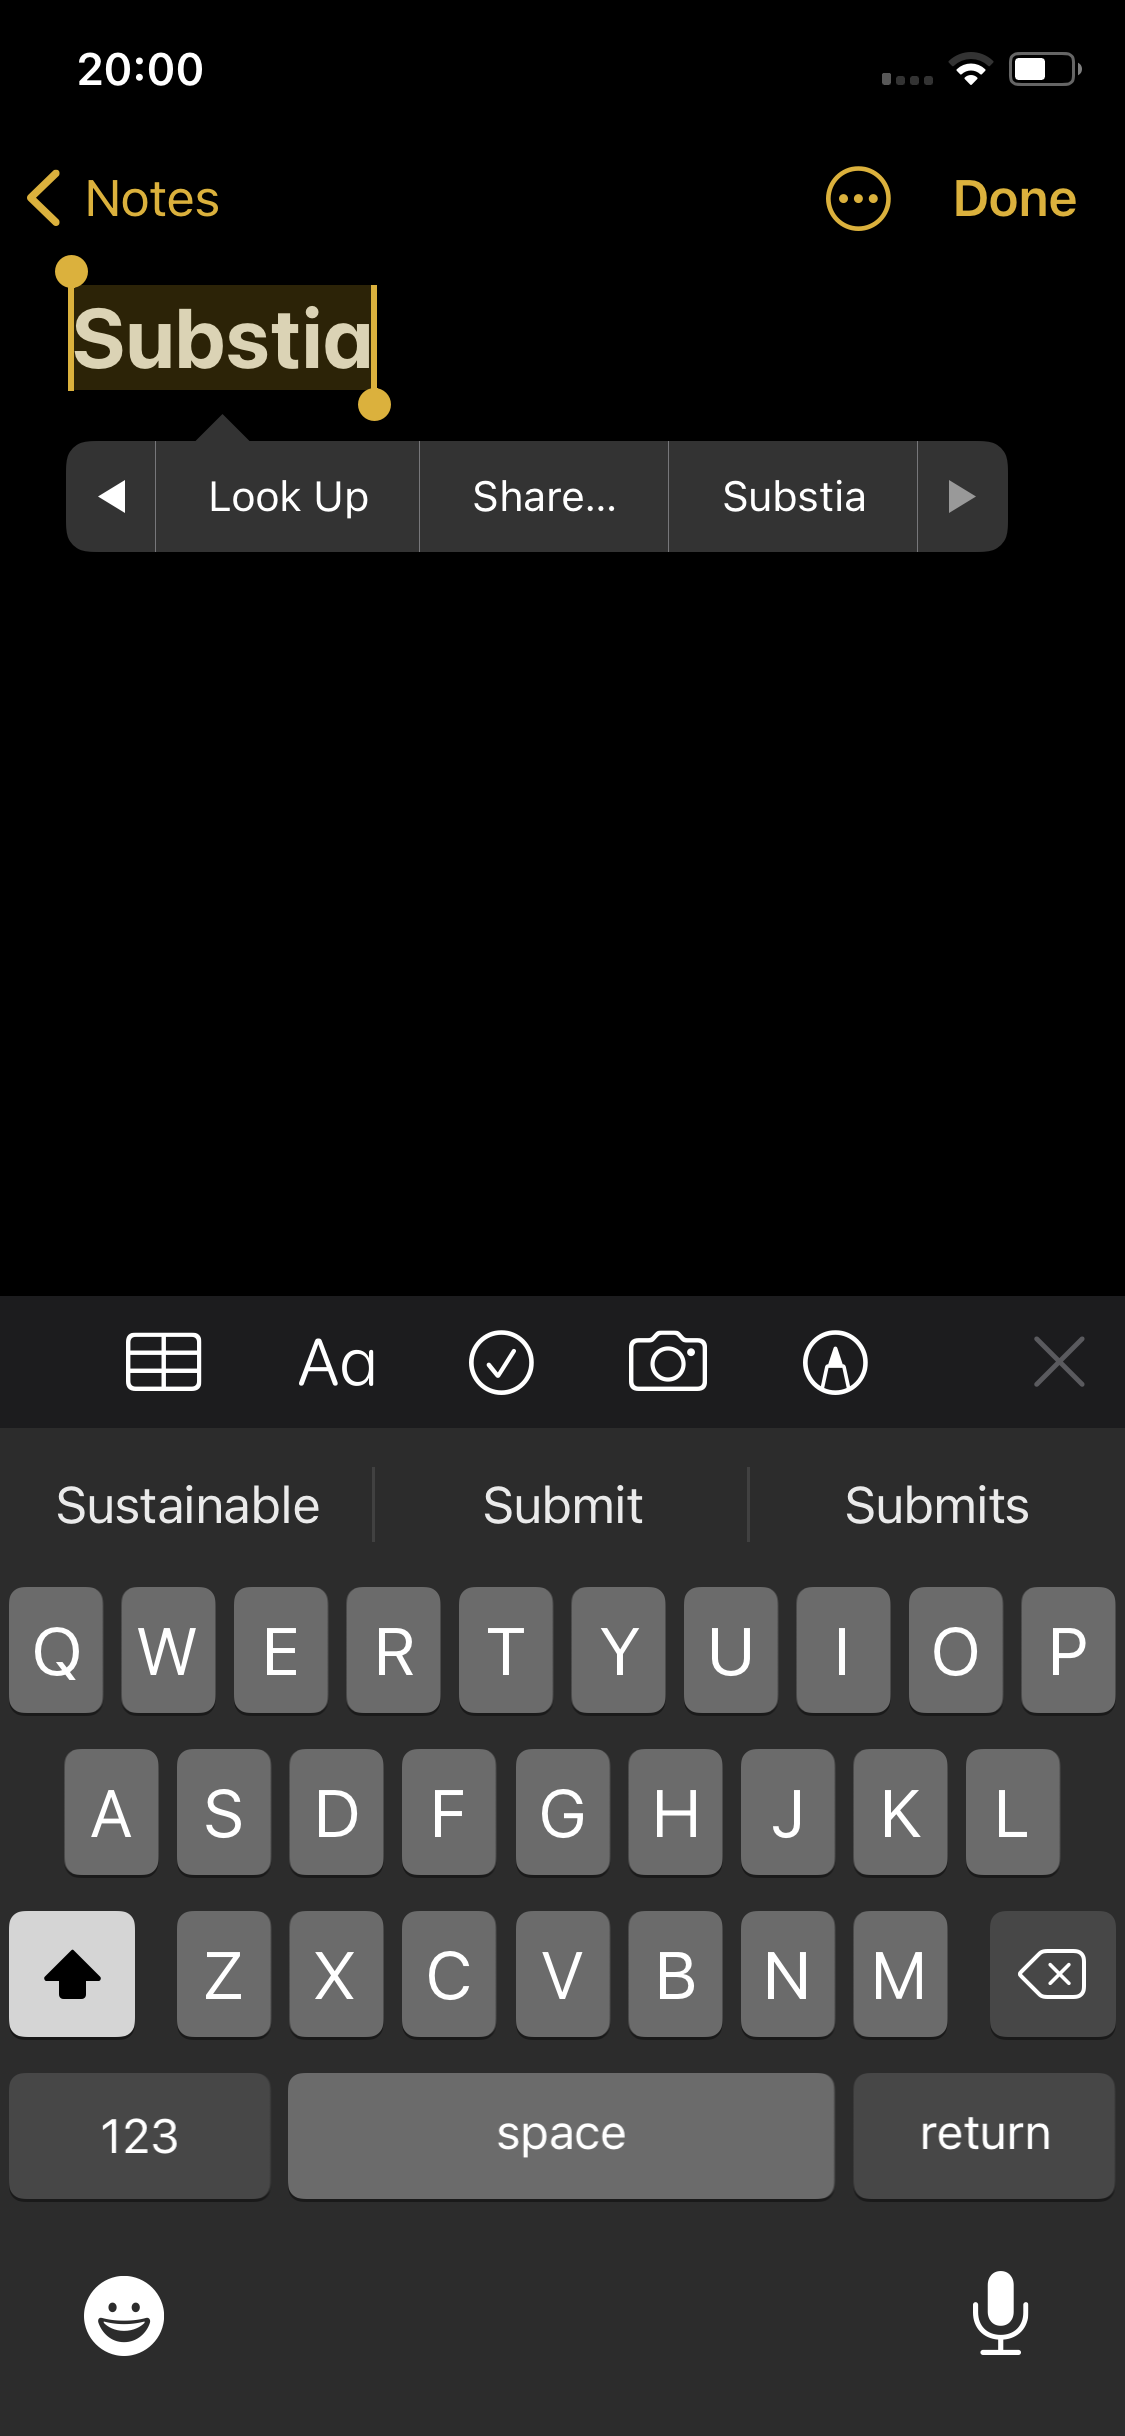 20:00
Notes
Done
Substia
Look Up
Share...
Substia
Aa
Sustainable
Submit
Submits
Q W E R T Y U I O P
A S D F G H J K L
Z X C V B N M
123
space
return